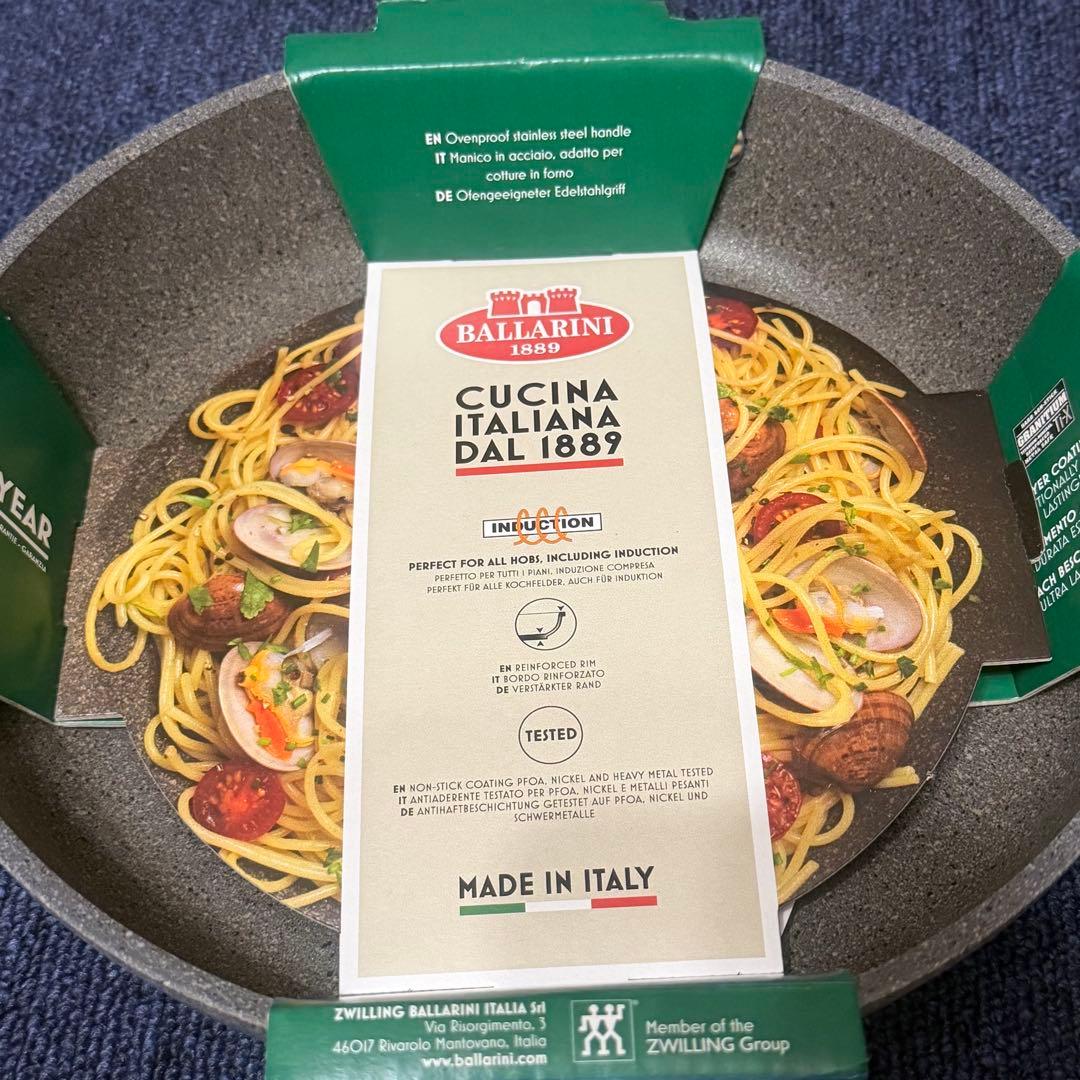 EN Ovenproof stainless steel handle
IT Manico in acciaio, adatto per
cotture in forno
DE Ofengeeigneter Edelstahlgriff
BALLARINI
1889
CUCINA
ITALIANA
DAL 1889
INDUCTION
PERFECT FOR ALL HOBS, INCLUDING INDUCTION
PERFETTO PER TUTTI I PIANI, INDUZIONE COMPRESA
PERFEKT FÜR ALLE KOCHFELDER, AUCH FÜR INDUKTION
EN REINFORCED RIM
IT BORDO RINFORZATO
DE VERSTÄRKTER RAND
TESTED
EN NON-STICK COATING PFOA, NICKEL AND HEAVY METAL TESTED
IT ANTIADERENTE TESTATO PER PFOA, NICKEL E METALLI PESANTI
DE ANTIHAFTBESCHICHTUNG GETESTET AUF PFOA, NICKEL UND
SCHWERMETALLE
MADE IN ITALY
ZWILLING BALLARINI ITALIA Srl
Via Risorgimento, 3
46017 Rivarolo Mantovano, Italia
www.ballarini.com
Member of the
ZWILLING Group
YEAR
GARANZIA
GRANITIUM